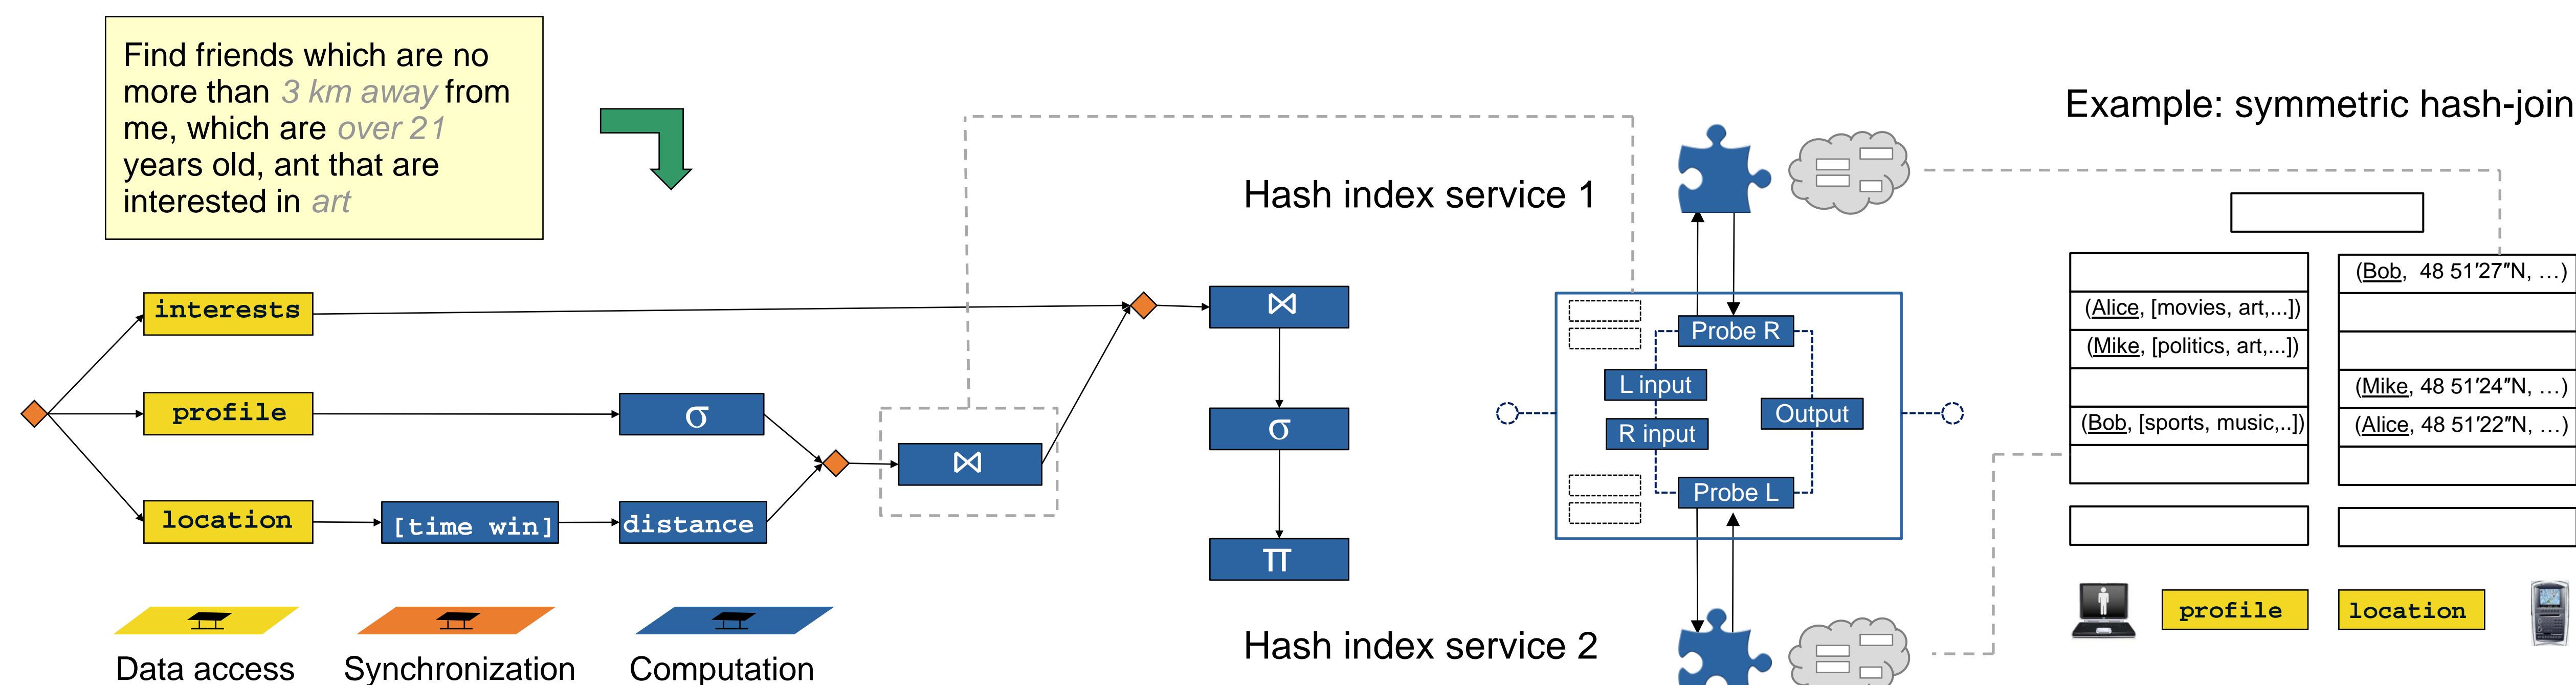 Find friends which are no
more than 3 km away from
me, which are over 21
years old, ant that are
interested in art
Example: symmetric hash-join
Hash index service 1
interests
profile
location
[time win]
σ
distance
⋈
⋈
σ
π
Probe R
L input
R input
Output
Probe L
(Alice, [movies, art,...])
(Mike, [politics, art,...])
(Bob, [sports, music,..])
(Bob, 48 51'27"N, …)
(Mike, 48 51'24"N, …)
(Alice, 48 51'22"N, …)
profile
location
Hash index service 2
Data access
Synchronization
Computation